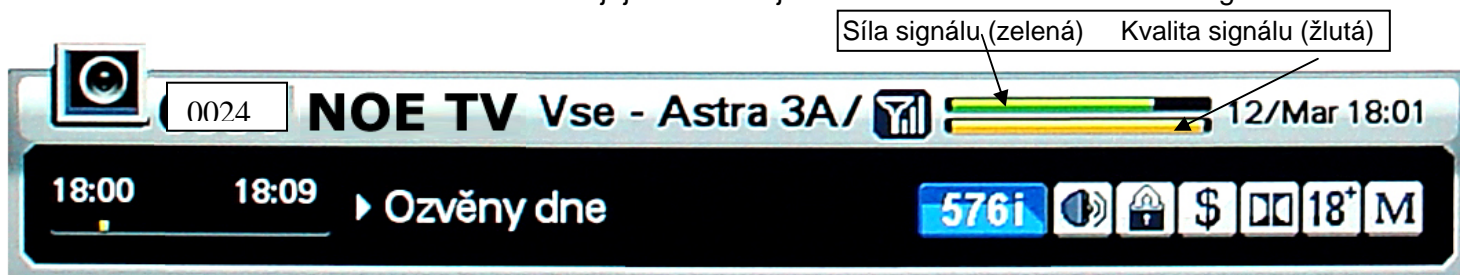 Síla signálu (zelená) Kvalita signálu (žlutá)
0024 NOE TV Vse - Astra 3A/ 12/Mar 18:01
18:00 18:09 Ozvěny dne 576i $ 18+ M